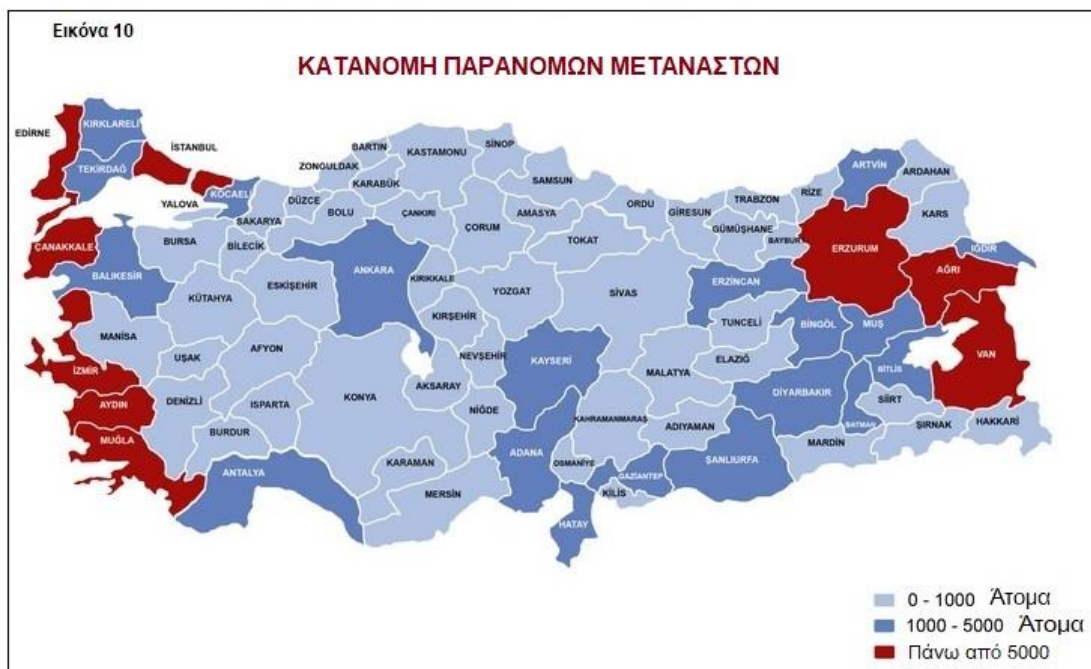 Εικόνα 10
ΚΑΤΑΝΟΜΗ ΠΑΡΑΝΟΜΩΝ ΜΕΤΑΝΑΣΤΩΝ
EDİRNE
KIRKLARELİ
TEKİRDAĞ
İSTANBUL
KOCAELİ
YALOVA
SAKARYA
DÜZCE
ZONGULDAK
BARTIN
KARABÜK
KASTAMONU
SİNOP
SAMSUN
BOLU
ÇANKIRI
ÇORUM
AMASYA
ORDU
GİRESUN
TRABZON
RİZE
ARTVİN
ARDAHAN
KARS
GÜMÜŞHANE
BAYBURT
ERZURUM
IĞDIR
AĞRI
TOKAT
ÇANAKKALE
BALIKESİR
BURSA
BİLECİK
ESKİŞEHİR
ANKARA
KIRIKKALE
YOZGAT
SİVAS
ERZİNCAN
TUNCELİ
BİNGÖL
MUŞ
BİTLİS
VAN
KÜTAHYA
MANİSA
UŞAK
AFYON
KIRŞEHİR
NEVŞEHİR
KAYSERİ
MALATYA
ELAZIĞ
DİYARBAKIR
BATMAN
SİİRT
ŞIRNAK
HAKKARİ
İZMİR
AYDIN
DENİZLİ
ISPARTA
BURDUR
KONYA
AKSARAY
NİĞDE
KAHRAMANMARAŞ
ADIYAMAN
MARDİN
ŞANLIURFA
MUĞLA
ANTALYA
KARAMAN
MERSİN
ADANA
OSMANİYE
GAZİANTEP
KİLİS
HATAY
0 - 1000 Άτομα
1000 - 5000 Άτομα
Πάνω από 5000